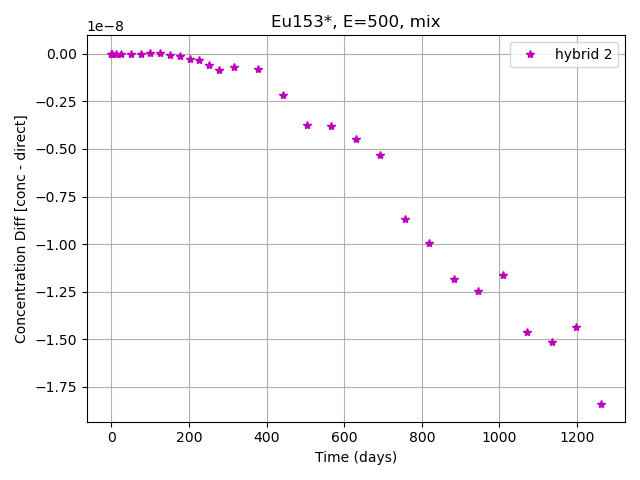 Eu153*, E=500, mix
1e−8
hybrid 2
0.00
−0.25
−0.50
−0.75
−1.00
−1.25
−1.50
−1.75
Concentration Diff [conc - direct]
0 200 400 600 800 1000 1200
Time (days)